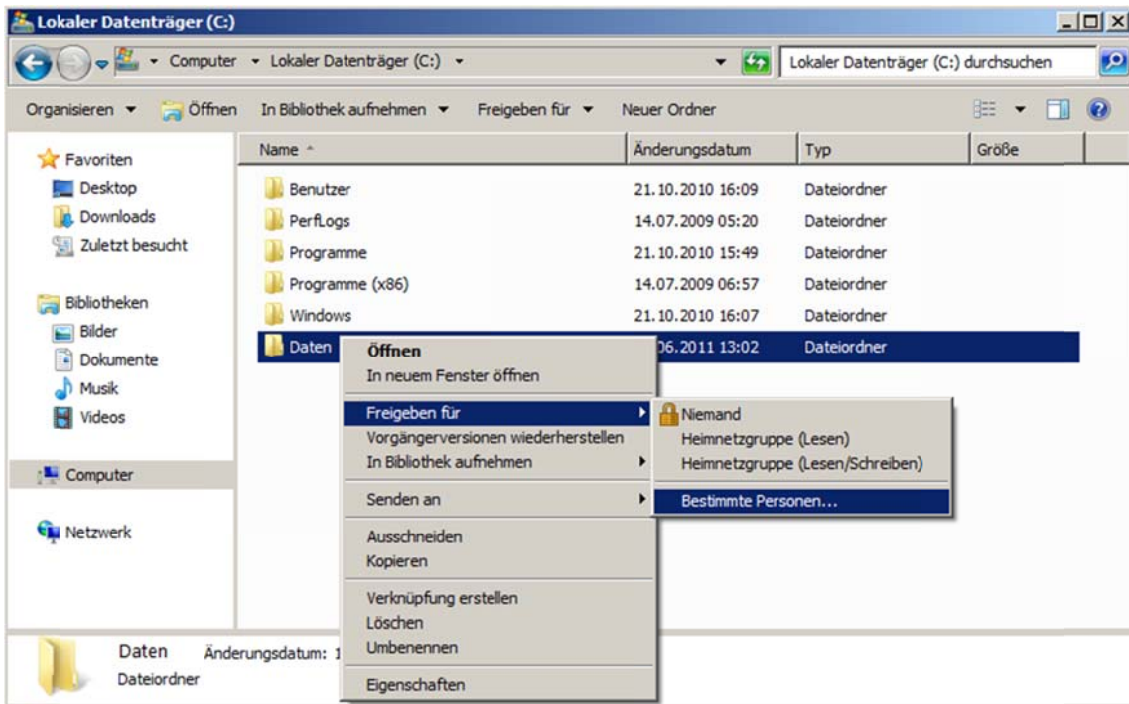 Lokaler Datenträger (C:)
Computer Lokaler Datenträger (C:) Lokaler Datenträger (C:) durchsuchen
Organisieren Öffnen In Bibliothek aufnehmen Freigeben für Neuer Ordner
Favoriten
Desktop
Downloads
Zuletzt besucht
Bibliotheken
Bilder
Dokumente
Musik
Videos
Computer
Netzwerk
Name Änderungsdatum Typ Größe
Benutzer 21.10.2010 16:09 Dateiordner
PerfLogs 14.07.2009 05:20 Dateiordner
Programme 21.10.2010 15:49 Dateiordner
Programme (x86) 14.07.2009 06:57 Dateiordner
Windows 21.10.2010 16:07 Dateiordner
Daten 06.2011 13:02 Dateiordner
Öffnen
In neuem Fenster öffnen
Freigeben für
Vorgängerversionen wiederherstellen
In Bibliothek aufnehmen
Senden an
Ausschneiden
Kopieren
Verknüpfung erstellen
Löschen
Umbenennen
Eigenschaften
Niemand
Heimnetzgruppe (Lesen)
Heimnetzgruppe (Lesen/Schreiben)
Bestimmte Personen...
Daten Änderungsdatum: 1
Dateiordner